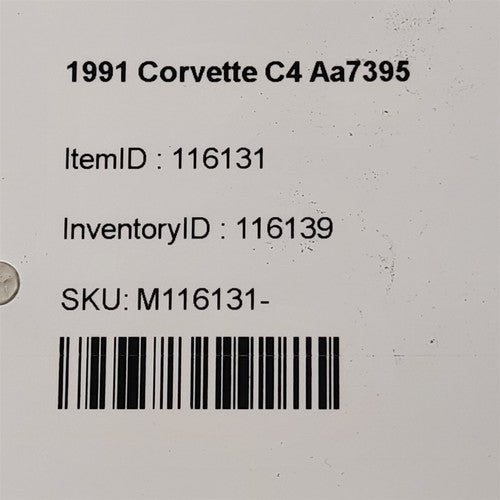 1991 Corvette C4 Aa7395
ItemID : 116131
InventoryID : 116139
SKU: M116131-